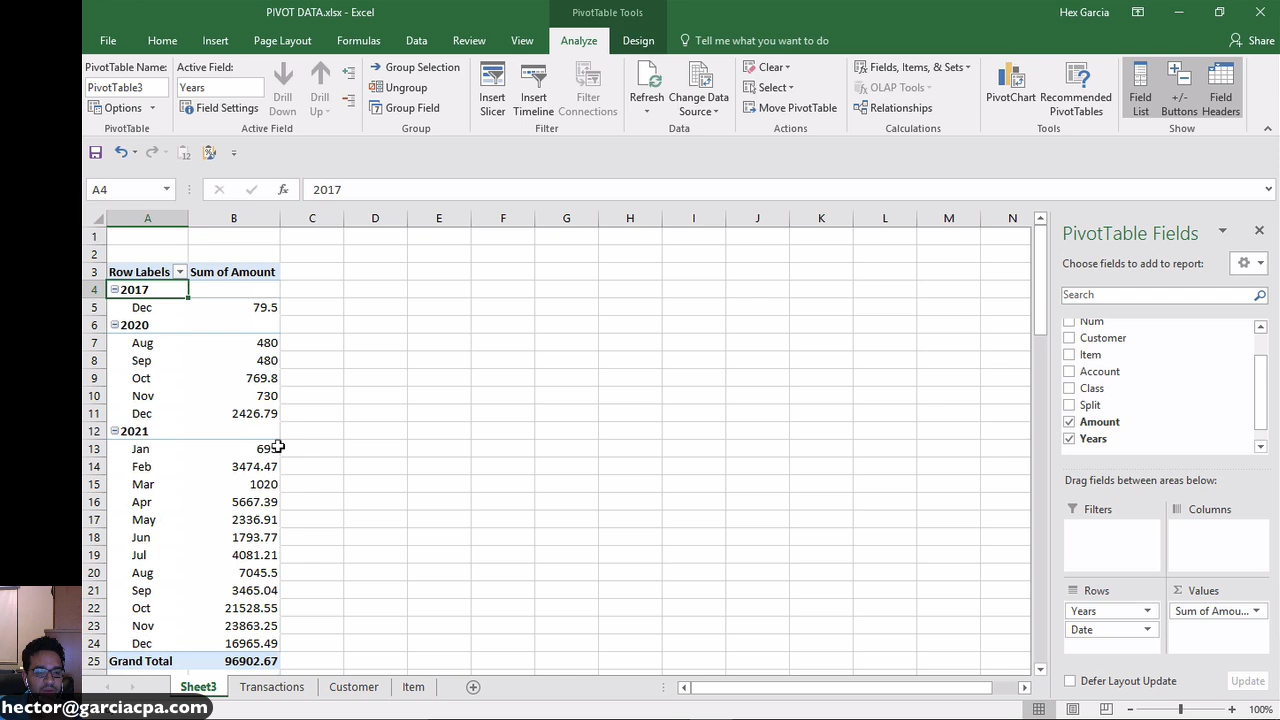 PIVOT DATA.xlsx - Excel
PivotTable Tools
Hex Garcia
File Home Insert Page Layout Formulas Data Review View Analyze Design Tell me what you want to do Share
PivotTable Name:
PivotTable3
Options
PivotTable
Active Field:
Years
Field Settings
Drill Down
Drill Up
Active Field
Group Selection
Ungroup
Group Field
Group
Insert Slicer
Insert Timeline
Filter Connections
Filter
Refresh
Change Data Source
Data
Clear
Select
Move PivotTable
Actions
Fields, Items, & Sets
OLAP Tools
Relationships
Calculations
PivotChart
Recommended PivotTables
Tools
Field List
+/- Buttons
Field Headers
Show
12
A4 fx 2017
A B C D E F G H I J K L M N
1
2
3 Row Labels Sum of Amount
4 2017
5 Dec 79.5
6 2020
7 Aug 480
8 Sep 480
9 Oct 769.8
10 Nov 730
11 Dec 2426.79
12 2021
13 Jan
14 Feb 3474.47
15 Mar 1020
16 Apr 5667.39
17 May 2336.91
18 Jun 1793.77
19 Jul 4081.21
20 Aug 7045.5
21 Sep 3465.04
22 Oct 21528.55
23 Nov 23863.25
24 Dec 16965.49
25 Grand Total 96902.67
PivotTable Fields
Choose fields to add to report:
Search
Num
Customer
Item
Account
Class
Split
Amount
Years
Drag fields between areas below:
Filters
Columns
Rows
Years
Date
Σ Values
Sum of Amou...
Defer Layout Update
Update
Sheet3 Transactions Customer Item
100%
hector@garciacpa.com